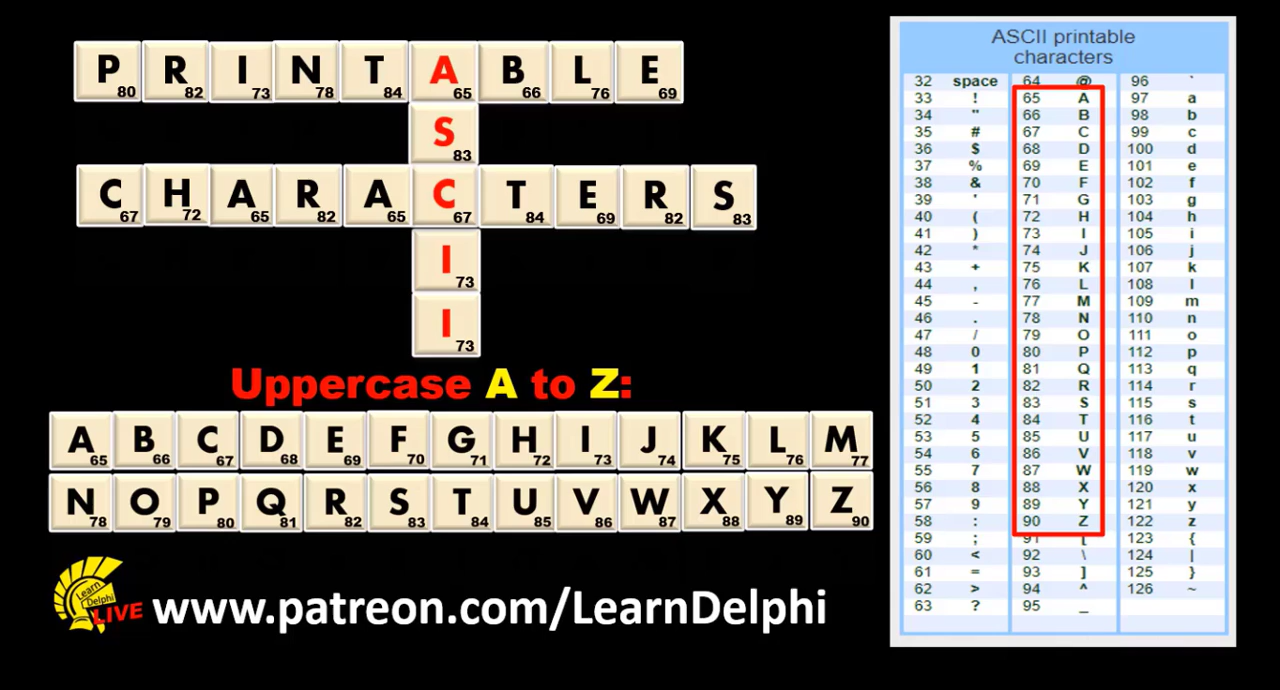 P R I N T A B L E
80 82 73 78 84 65 66 76 69
S
83
C H A R A C T E R S
67 72 65 82 65 67 84 69 82 83
I
73
I
73
Uppercase A to Z:
A B C D E F G H I J K L M
65 66 67 68 69 70 71 72 73 74 75 76 77
N O P Q R S T U V W X Y Z
78 79 80 81 82 83 84 85 86 87 88 89 90
Learn
Delphi
LIVE
www.patreon.com/LearnDelphi
ASCII printable
characters
32 space 64 @ 96 `
33 ! 65 A 97 a
34 " 66 B 98 b
35 # 67 C 99 c
36 $ 68 D 100 d
37 % 69 E 101 e
38 & 70 F 102 f
39 ' 71 G 103 g
40 ( 72 H 104 h
41 ) 73 I 105 i
42 * 74 J 106 j
43 + 75 K 107 k
44 , 76 L 108 l
45 - 77 M 109 m
46 . 78 N 110 n
47 / 79 O 111 o
48 0 80 P 112 p
49 1 81 Q 113 q
50 2 82 R 114 r
51 3 83 S 115 s
52 4 84 T 116 t
53 5 85 U 117 u
54 6 86 V 118 v
55 7 87 W 119 w
56 8 88 X 120 x
57 9 89 Y 121 y
58 : 90 Z 122 z
59 ; 91 [ 123 {
60 < 92 \ 124 |
61 = 93 ] 125 }
62 > 94 ^ 126 ~
63 ? 95 _